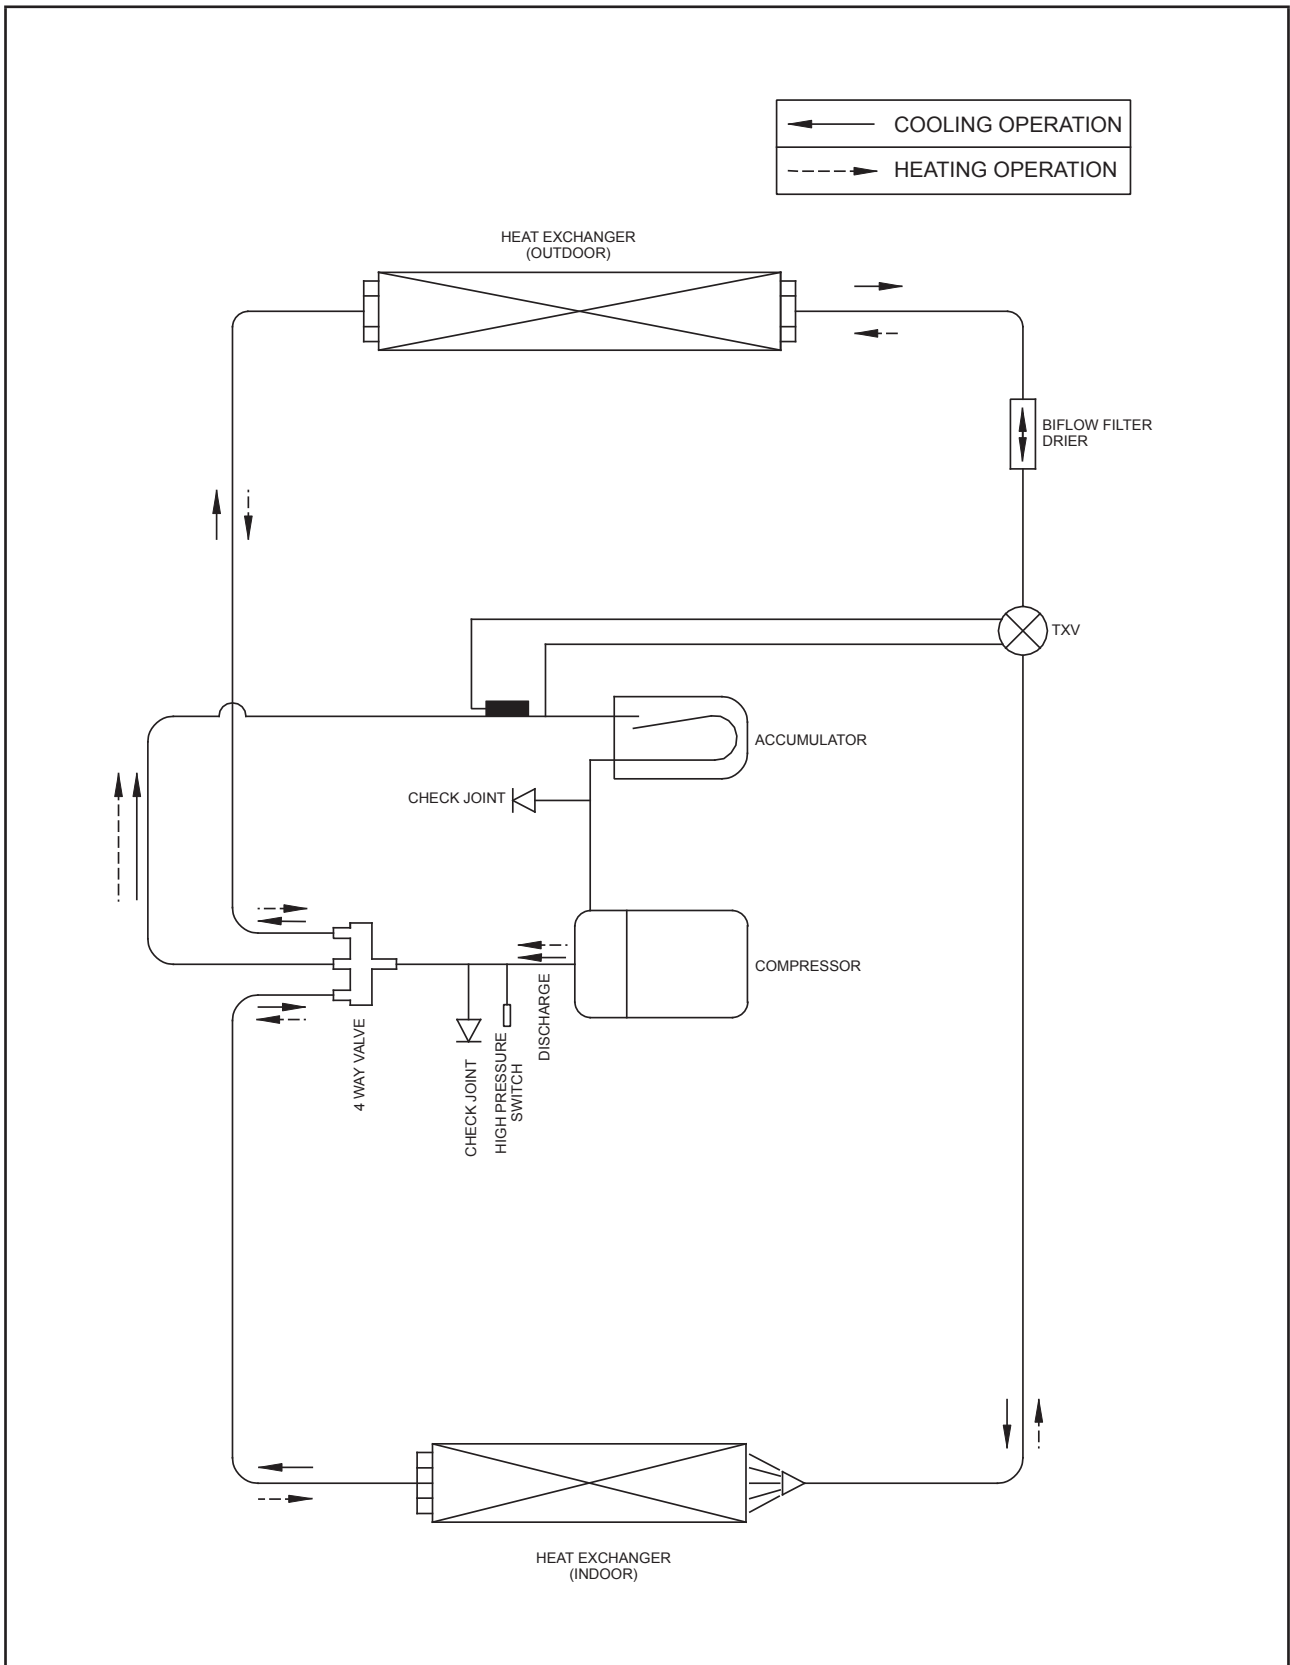 COOLING OPERATION
HEATING OPERATION
HEAT EXCHANGER
(OUTDOOR)
BIFLOW FILTER
DRIER
TXV
ACCUMULATOR
CHECK JOINT
COMPRESSOR
4 WAY VALVE
CHECK JOINT
HIGH PRESSURE
SWITCH
DISCHARGE
HEAT EXCHANGER
(INDOOR)